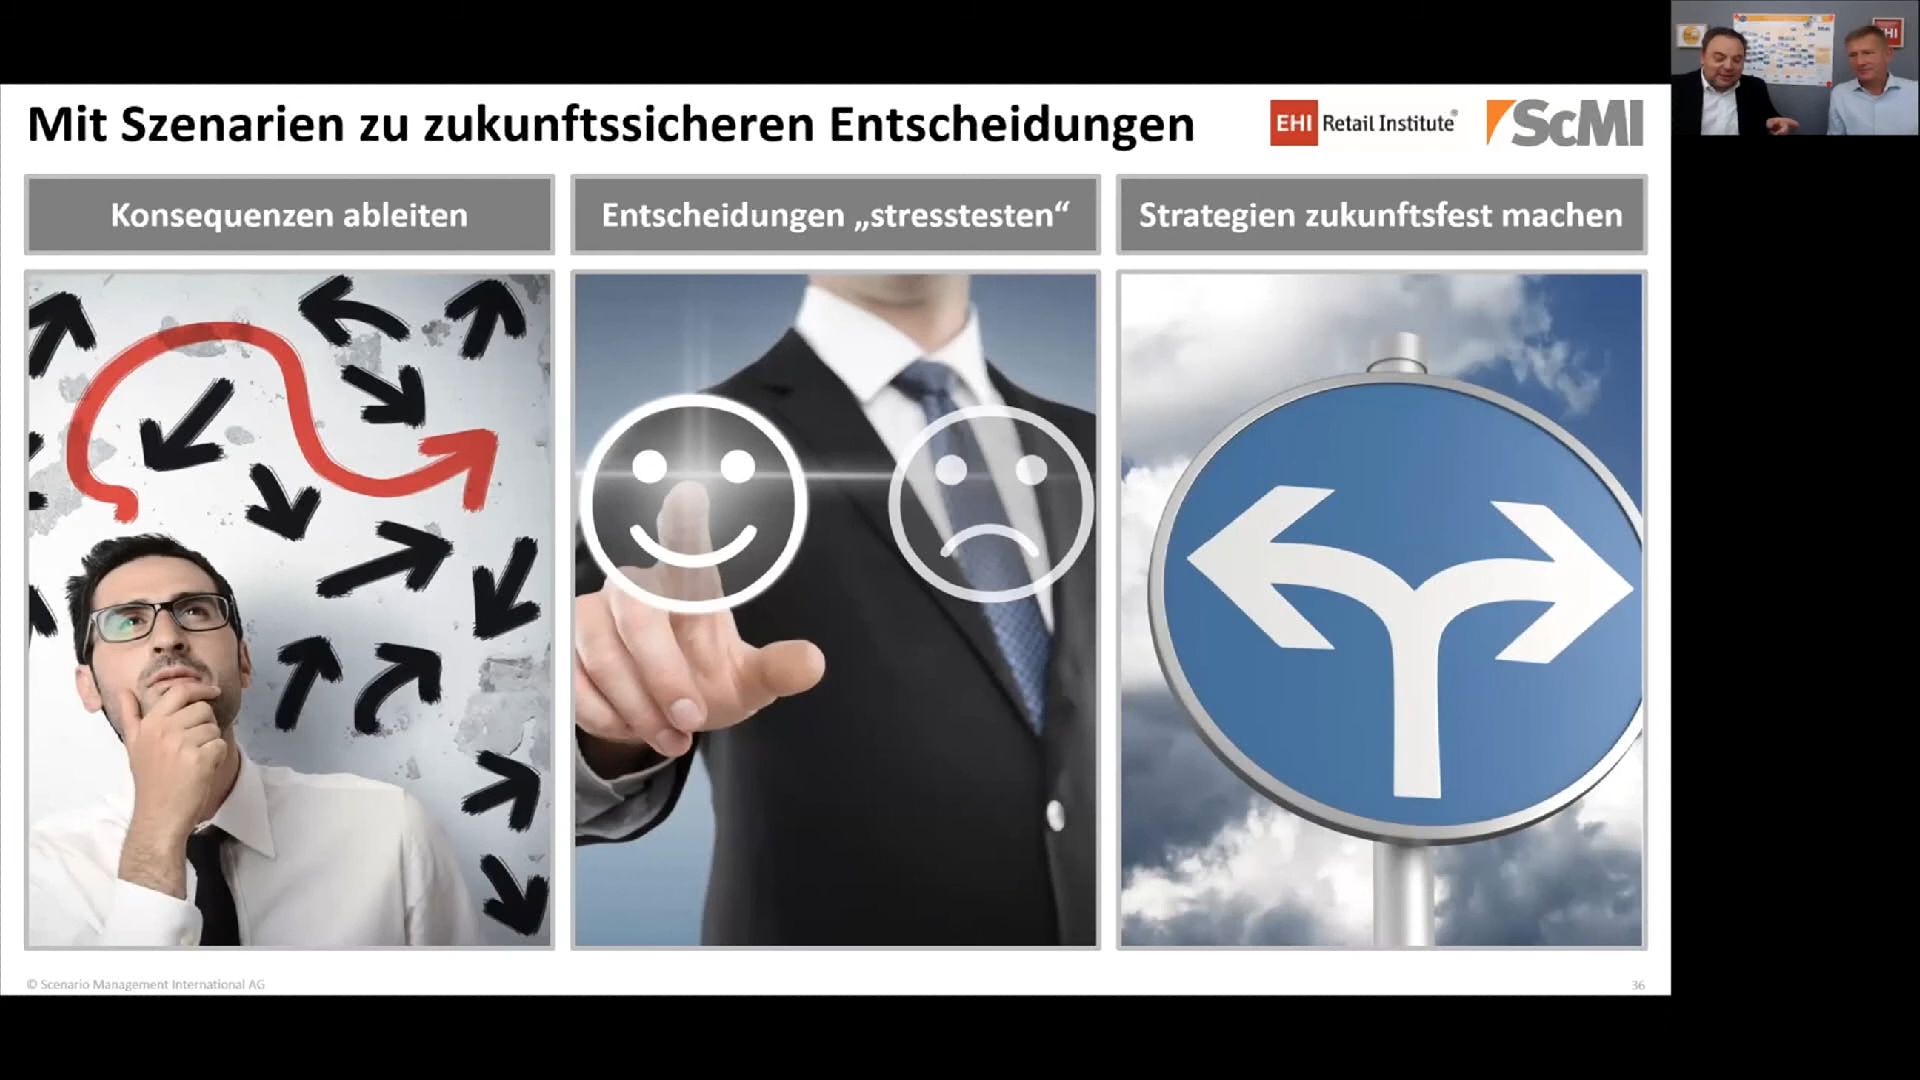 Mit Szenarien zu zukunftssicheren Entscheidungen
EHI Retail Institute®
ScMI
Konsequenzen ableiten
Entscheidungen „stresstesten“
Strategien zukunftsfest machen
© Scenario Management International AG
36